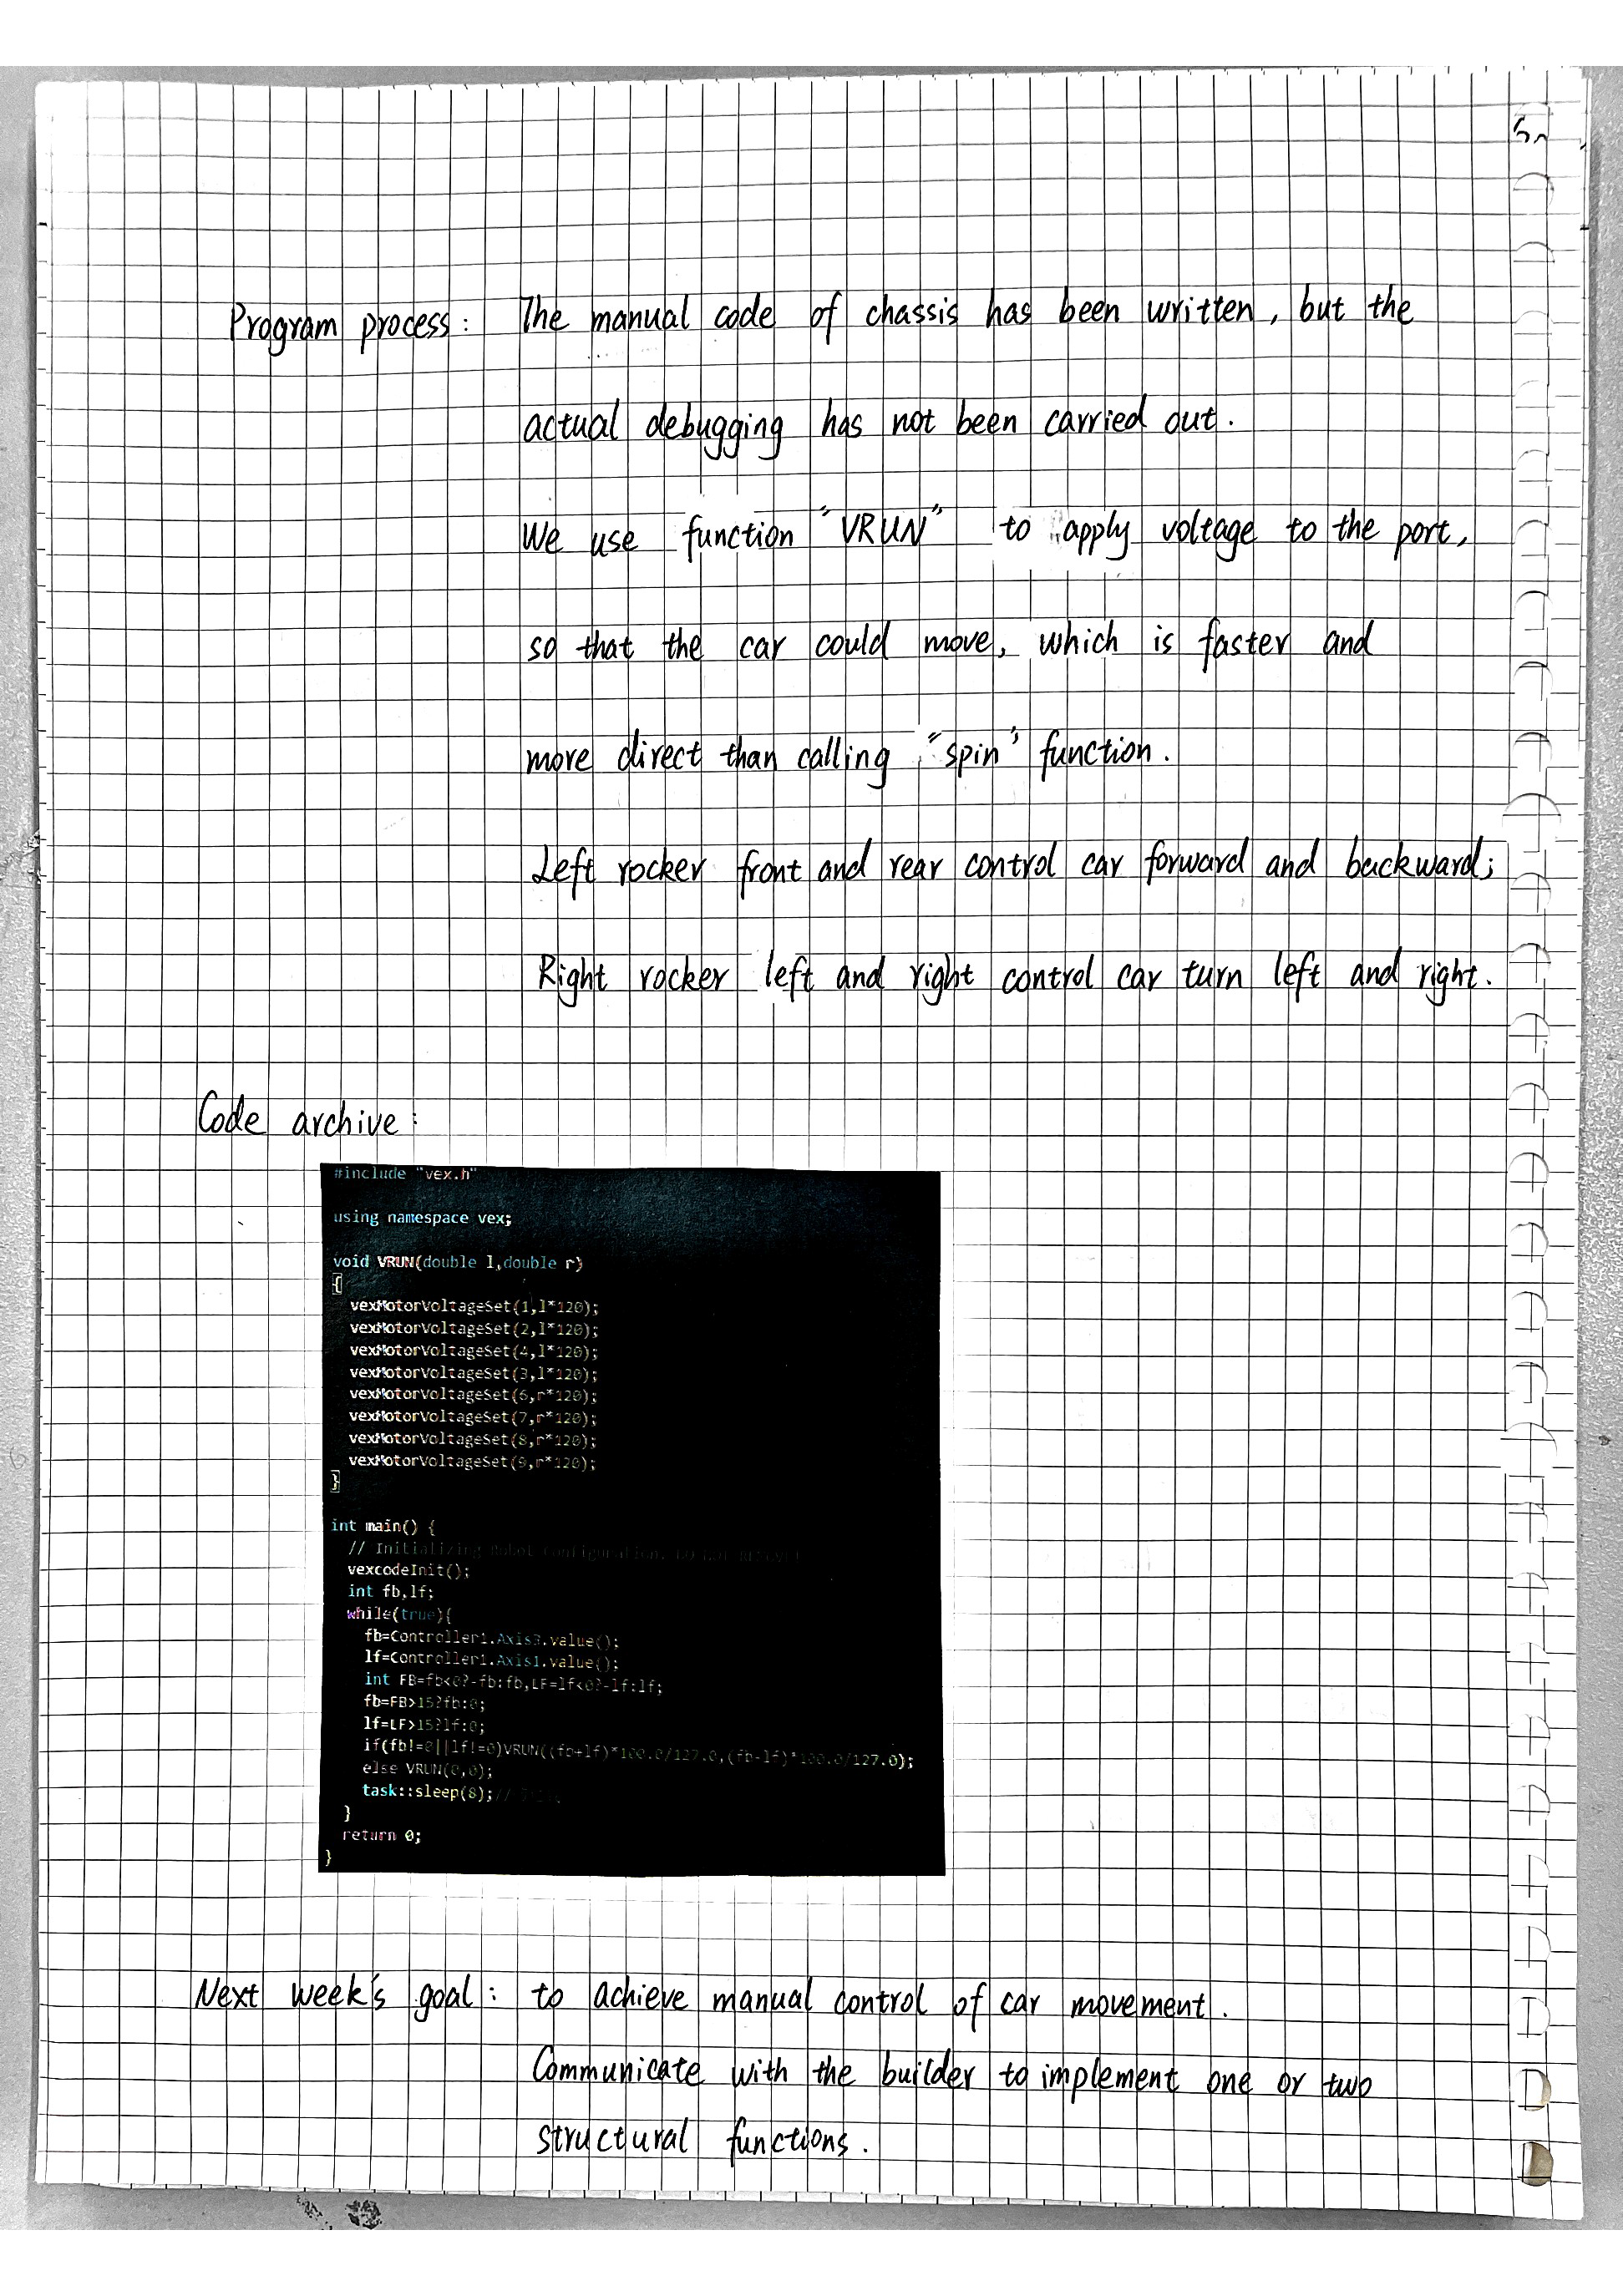 Program process: The manual code of chassis has been written, but the
actual debugging has not been carried out.
We use function "VRUN" to apply voltage to the port,
so that the car could move, which is faster and
more direct than calling "spin" function.
Left rocker front and rear control car forward and backward;
Right rocker left and right control car turn left and right.
Code archive:
#include "vex.h"
using namespace vex;
void VRUN(double l,double r)
{
vexMotorVoltageSet(1,l*120);
vexMotorVoltageSet(2,l*120);
vexMotorVoltageSet(4,l*120);
vexMotorVoltageSet(3,l*120);
vexMotorVoltageSet(6,r*120);
vexMotorVoltageSet(7,r*120);
vexMotorVoltageSet(8,r*120);
vexMotorVoltageSet(9,r*120);
}
int main() {
// Initializing Robot Configuration. DO NOT REMOVE!
vexcodeInit();
int fb,lf;
while(true){
fb=Controller1.Axis3.value();
lf=Controller1.Axis1.value();
int FB=fb<0?-fb:fb,LF=lf<0?-lf:lf;
fb=FB>15?fb:0;
lf=LF>15?lf:0;
if(fb!=0||lf!=0)VRUN((fb+lf)*100.0/127.0,(fb-lf)*100.0/127.0);
else VRUN(0,0);
task::sleep(8);//
}
return 0;
}
Next week's goal: to achieve manual control of car movement.
Communicate with the builder to implement one or two
structural functions.